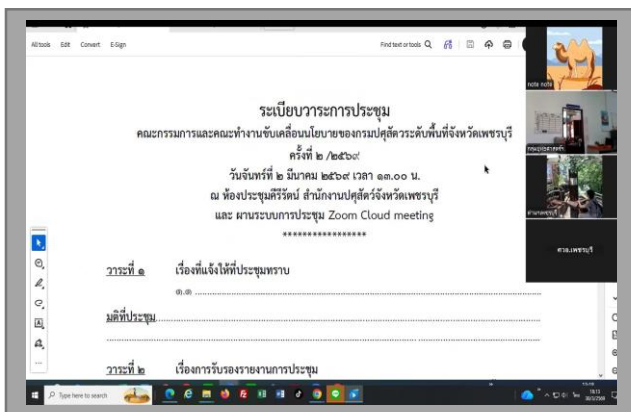 All tools Edit Convert E-Sign
Find text or tools
ระเบียบวาระการประชุม
คณะกรรมการและคณะทำงานขับเคลื่อนนโยบายของกรมปศุสัตว์ระดับพื้นที่จังหวัดเพชรบุรี
ครั้งที่ ๒ /๒๕๖๙
วันจันทร์ที่ ๒ มีนาคม ๒๕๖๙ เวลา ๑๓.๐๐ น.
ณ ห้องประชุมคีรีรัตน์ สำนักงานปศุสัตว์จังหวัดเพชรบุรี
และ ผ่านระบบการประชุม Zoom Cloud meeting
*****************
วาระที่ ๑ เรื่องที่แจ้งให้ที่ประชุมทราบ
๑.๑
มติที่ประชุม
วาระที่ ๒ เรื่องการรับรองรายงานการประชุม
note note
ศวอ.เพชรบุรี
Type here to search